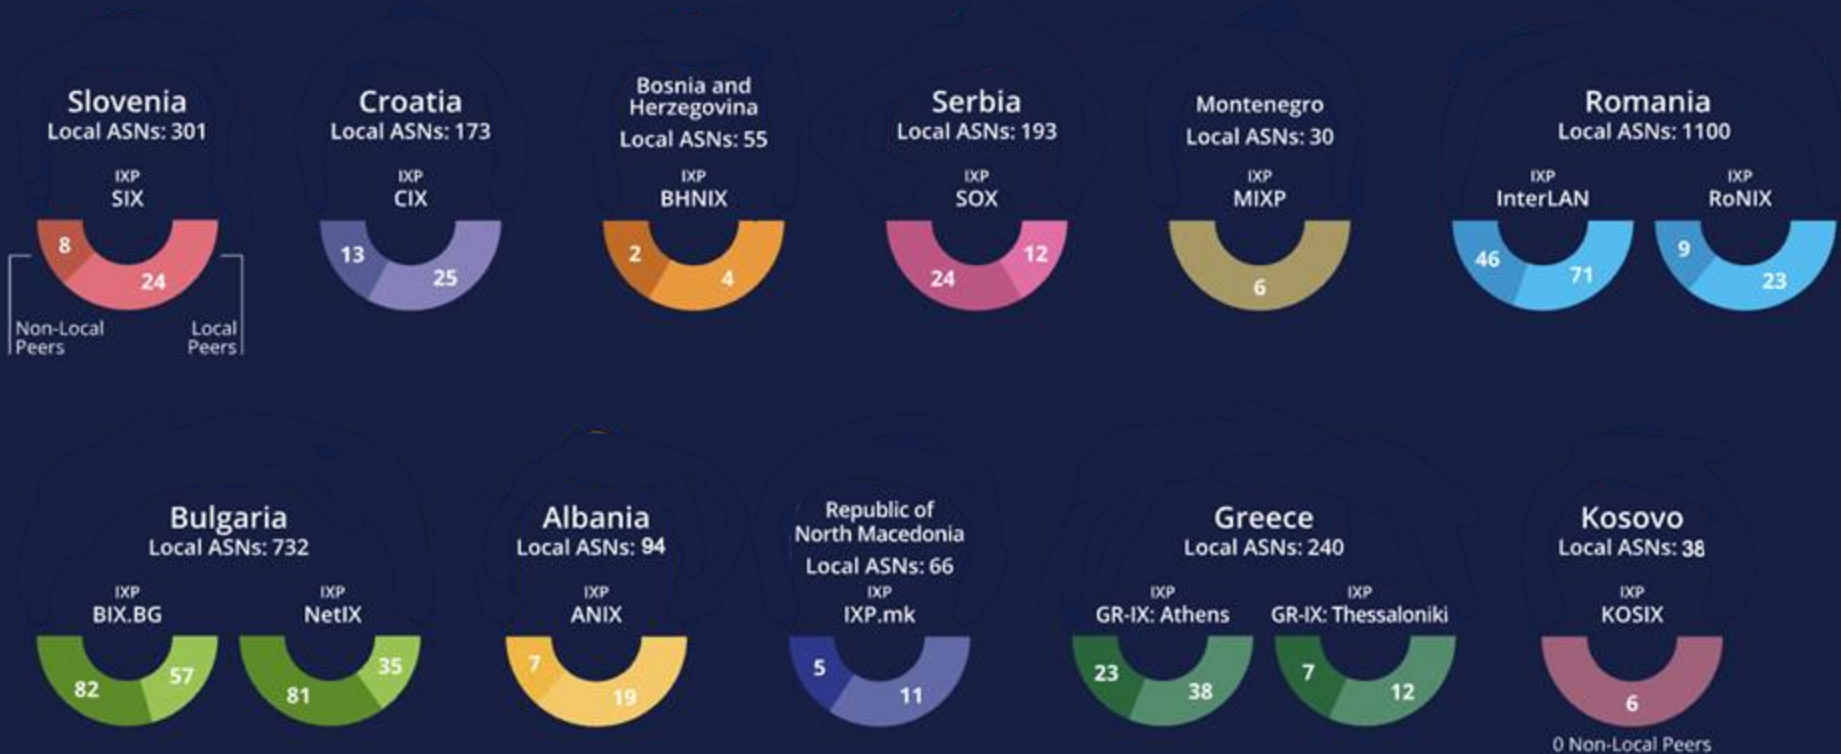 Slovenia
Local ASNs: 301
IXP
SIX
8
24
Non-Local
Peers
Local
Peers
Croatia
Local ASNs: 173
IXP
CIX
13
25
Bosnia and
Herzegovina
Local ASNs: 55
IXP
BHNIX
2
4
Serbia
Local ASNs: 193
IXP
SOX
24
12
Montenegro
Local ASNs: 30
IXP
MIXP
6
Romania
Local ASNs: 1100
IXP
InterLAN
46
71
IXP
RoNIX
9
23
Bulgaria
Local ASNs: 732
IXP
BIX.BG
82
57
IXP
NetIX
81
35
Albania
Local ASNs: 94
IXP
ANIX
7
19
Republic of
North Macedonia
Local ASNs: 66
IXP
IXP.mk
5
11
Greece
Local ASNs: 240
IXP
GR-IX: Athens
23
38
IXP
GR-IX: Thessaloniki
7
12
Kosovo
Local ASNs: 38
IXP
KOSIX
6
0 Non-Local Peers